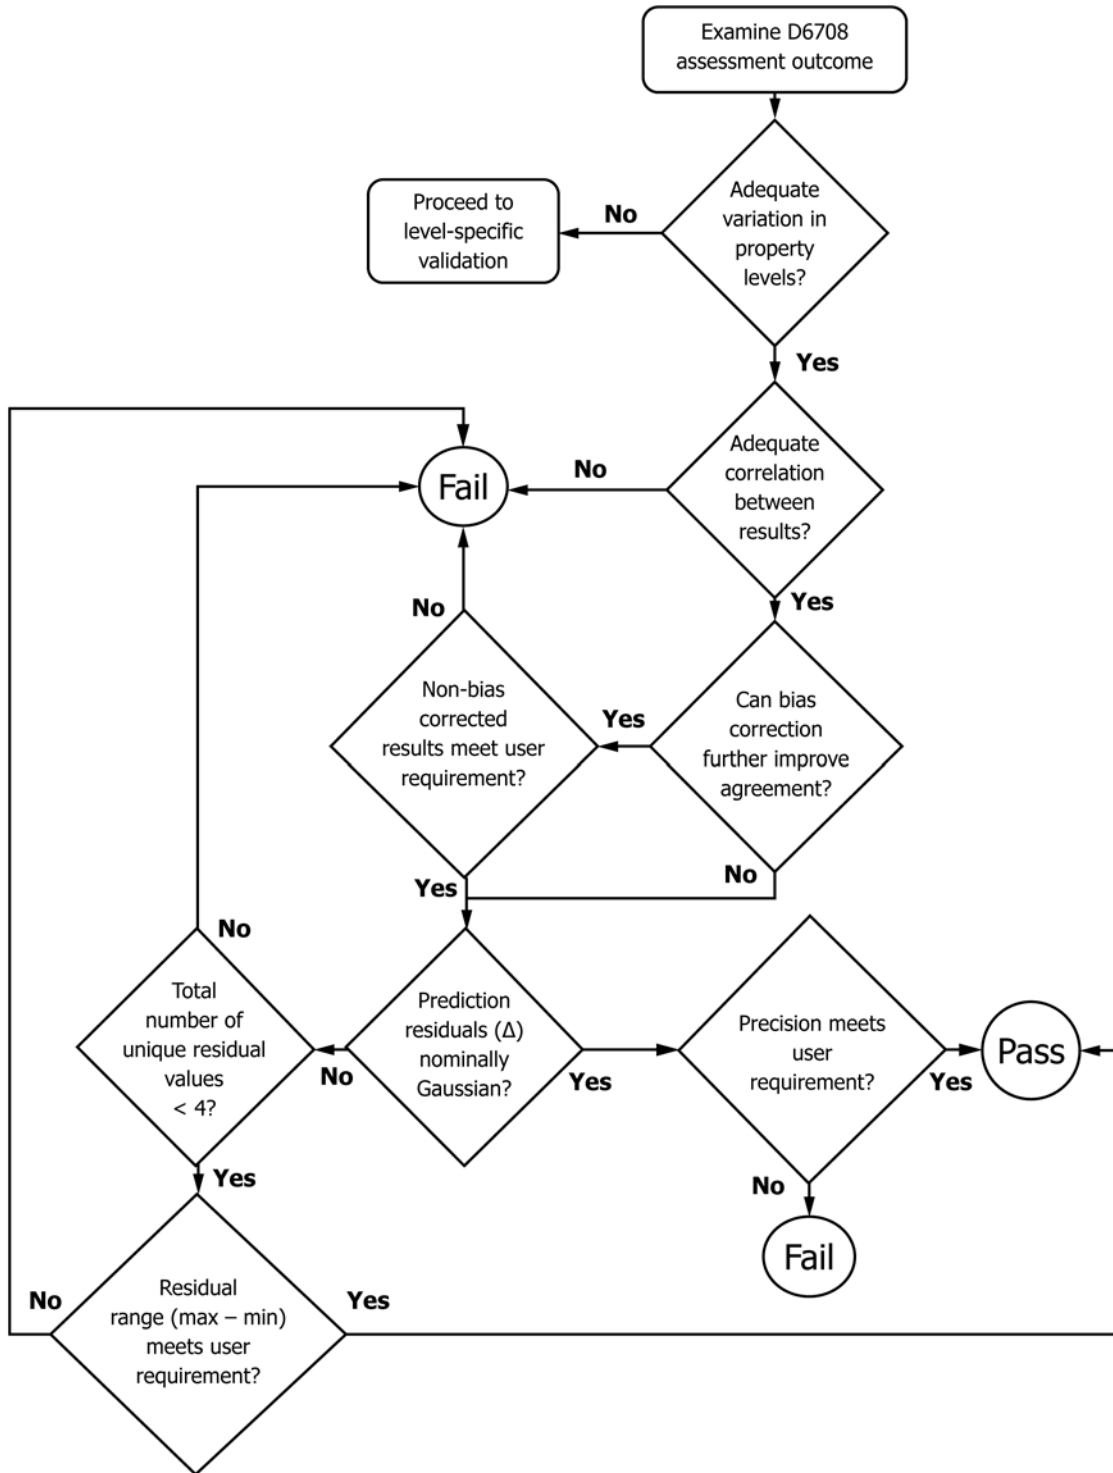 Examine D6708
assessment outcome
Adequate
variation in
property
levels?
No
Proceed to
level-specific
validation
Yes
Adequate
correlation
between
results?
No
Fail
Yes
Can bias
correction
further improve
agreement?
Yes
Non-bias
corrected
results meet user
requirement?
No
No
Yes
Prediction
residuals (Δ)
nominally
Gaussian?
Yes
Precision meets
user
requirement?
Yes
Pass
No
Fail
No
Total
number of
unique residual
values
< 4?
No
Yes
Residual
range (max – min)
meets user
requirement?
No
Yes